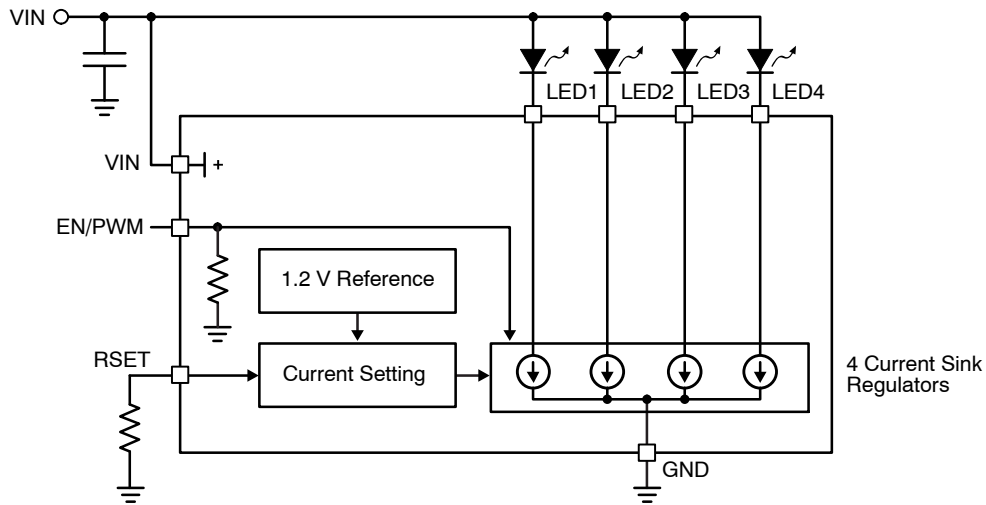 VIN
LED1
LED2
LED3
LED4
VIN
+
EN/PWM
1.2 V Reference
RSET
Current Setting
4 Current Sink
Regulators
GND